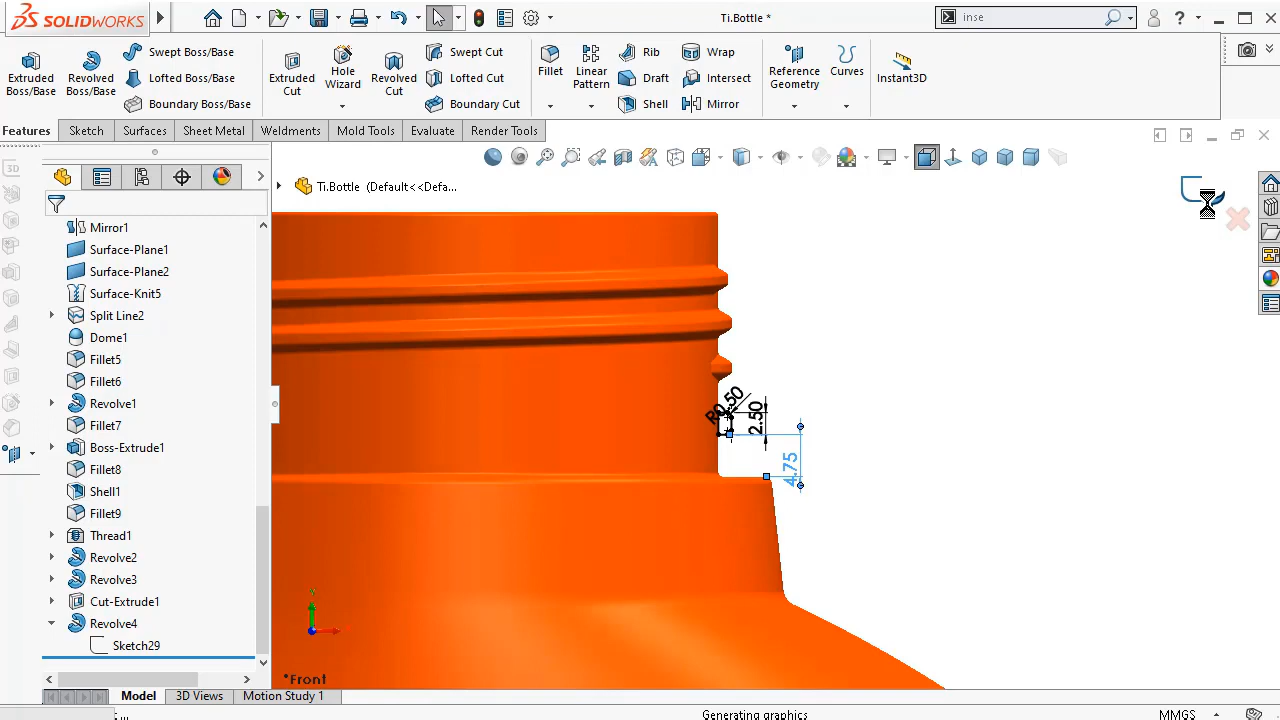 SOLIDWORKS
Ti.Bottle *
inse
Extruded Boss/Base
Revolved Boss/Base
Swept Boss/Base
Lofted Boss/Base
Boundary Boss/Base
Extruded Cut
Hole Wizard
Revolved Cut
Swept Cut
Lofted Cut
Boundary Cut
Fillet
Linear Pattern
Rib
Draft
Shell
Wrap
Intersect
Mirror
Reference Geometry
Curves
Instant3D
Features
Sketch
Surfaces
Sheet Metal
Weldments
Mold Tools
Evaluate
Render Tools
Ti.Bottle (Default<<Defa...
Mirror1
Surface-Plane1
Surface-Plane2
Surface-Knit5
Split Line2
Dome1
Fillet5
Fillet6
Revolve1
Fillet7
Boss-Extrude1
Fillet8
Shell1
Fillet9
Thread1
Revolve2
Revolve3
Cut-Extrude1
Revolve4
Sketch29
R0.50
2.50
4.75
Y
*Front
Model
3D Views
Motion Study 1
...
Generating graphics
MMGS